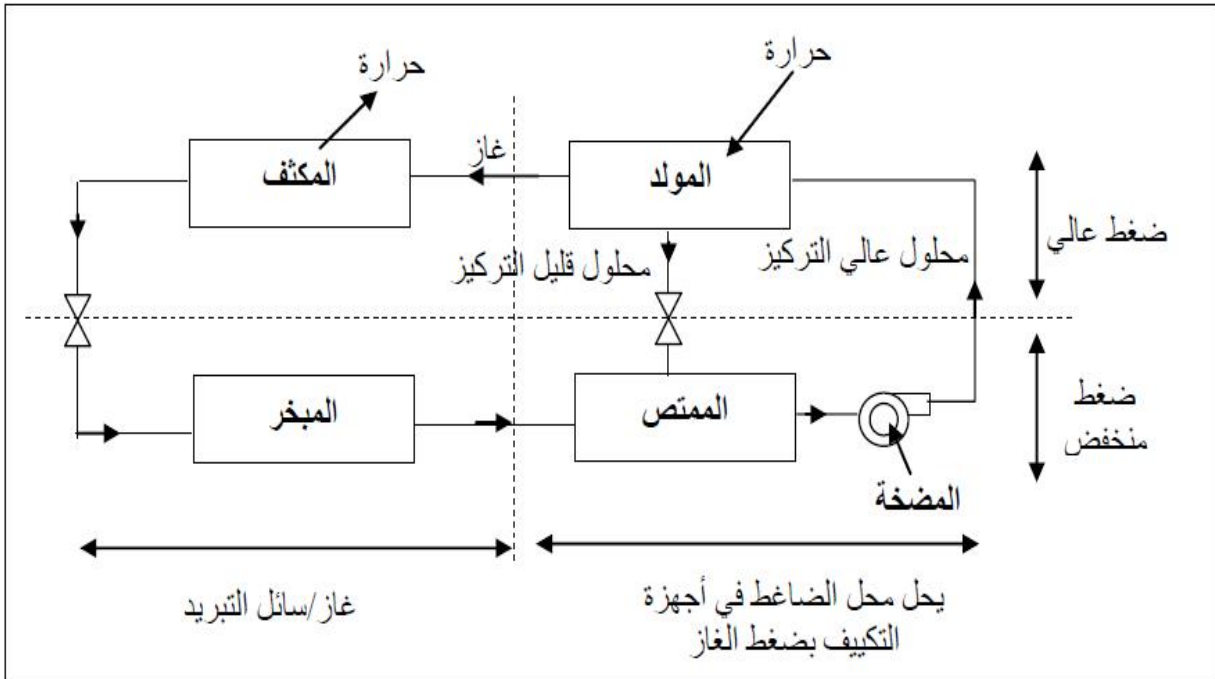 حرارة
حرارة
المولد
غاز
المكثف
ضغط عالي
محلول عالي التركيز
محلول قليل التركيز
الممتص
المبخر
ضغط
منخفض
المضخة
يحل محل الضاغط في أجهزة
التكييف بضغط الغاز
غاز/سائل التبريد